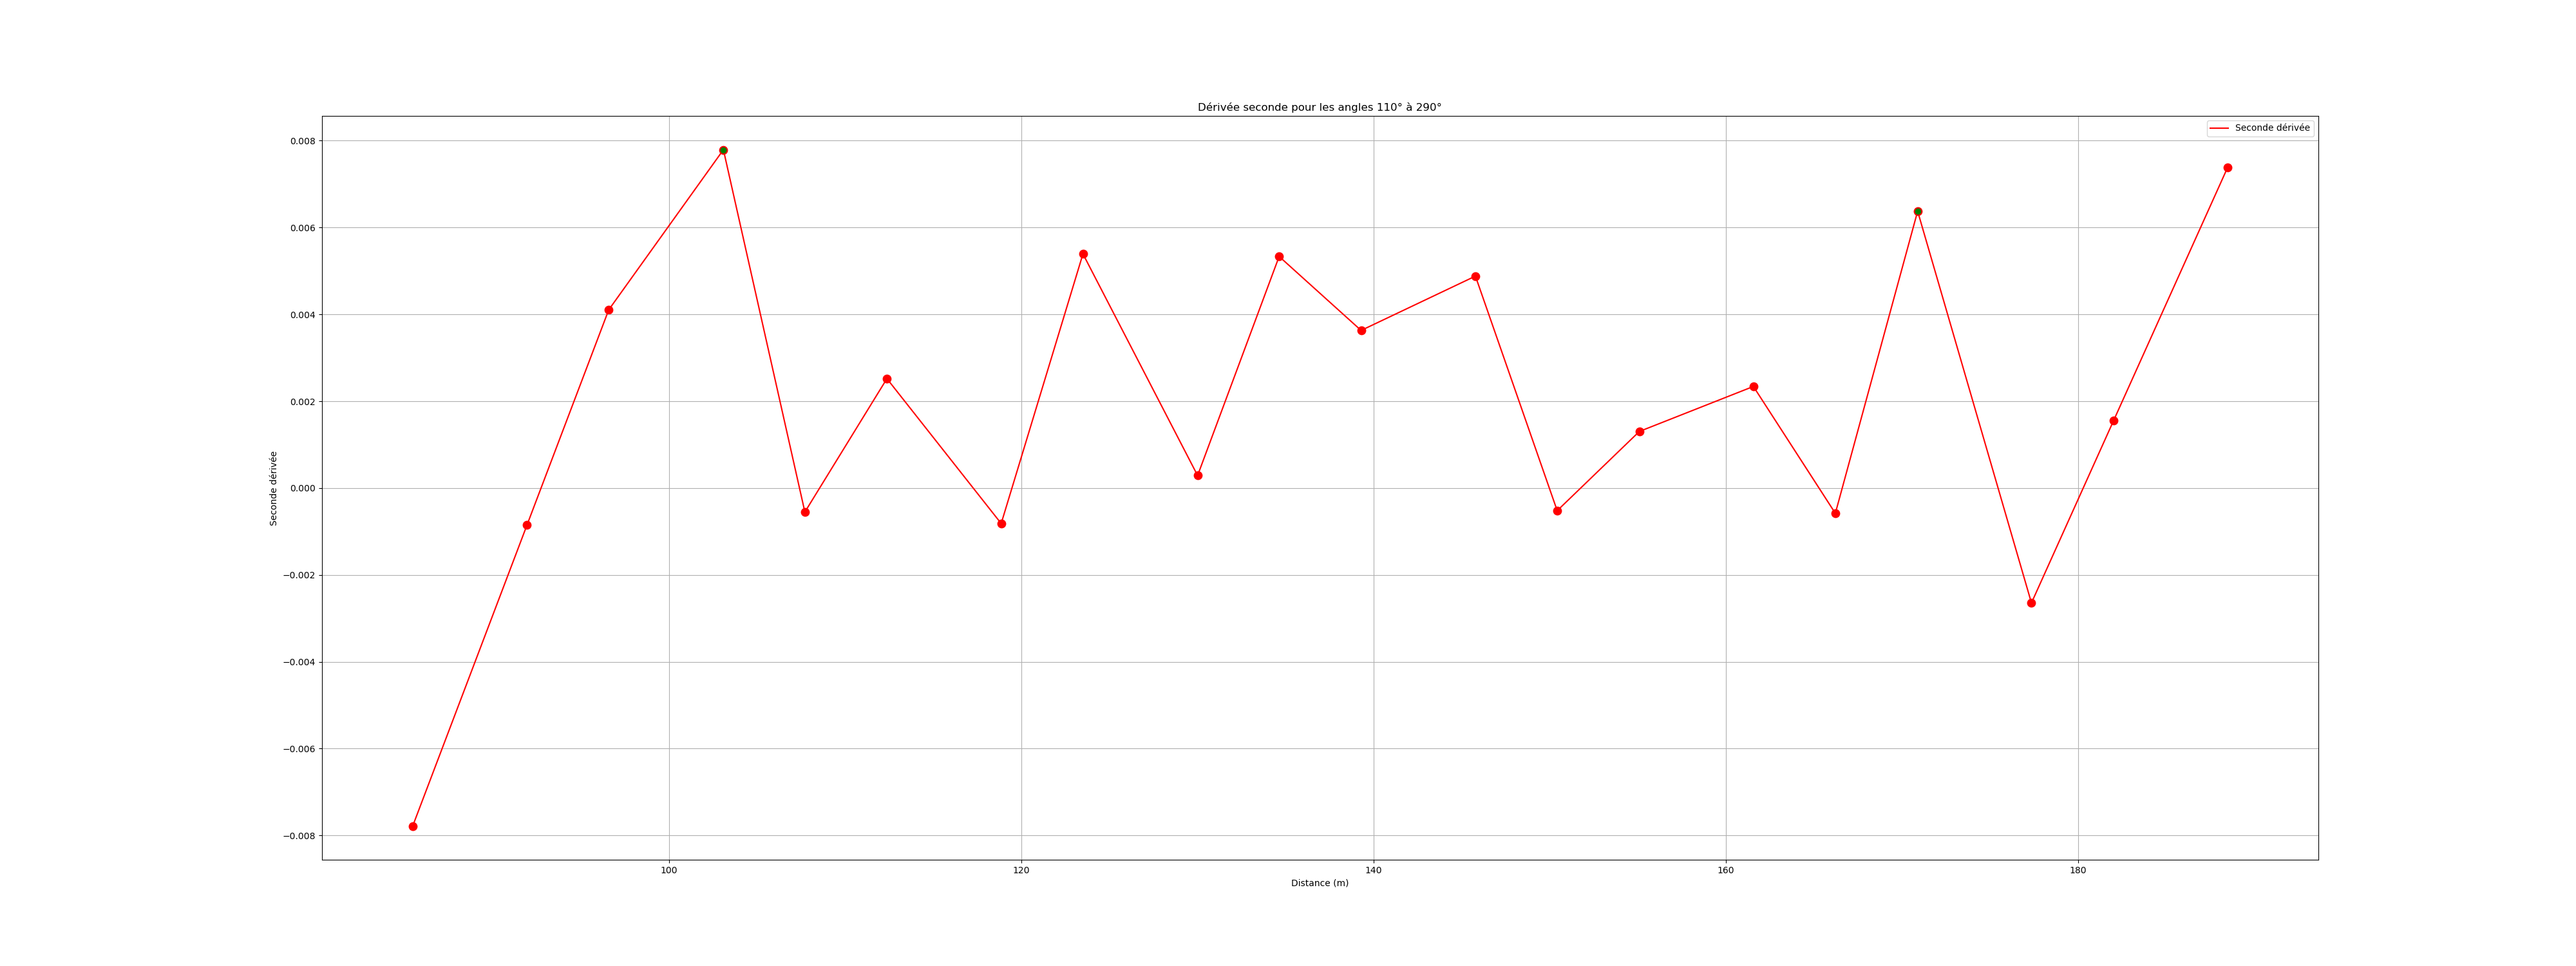 Dérivée seconde pour les angles 110° à 290°
Seconde dérivée
0.008
0.006
0.004
0.002
0.000
−0.002
−0.004
−0.006
−0.008
Seconde dérivée
100 120 140 160 180
Distance (m)